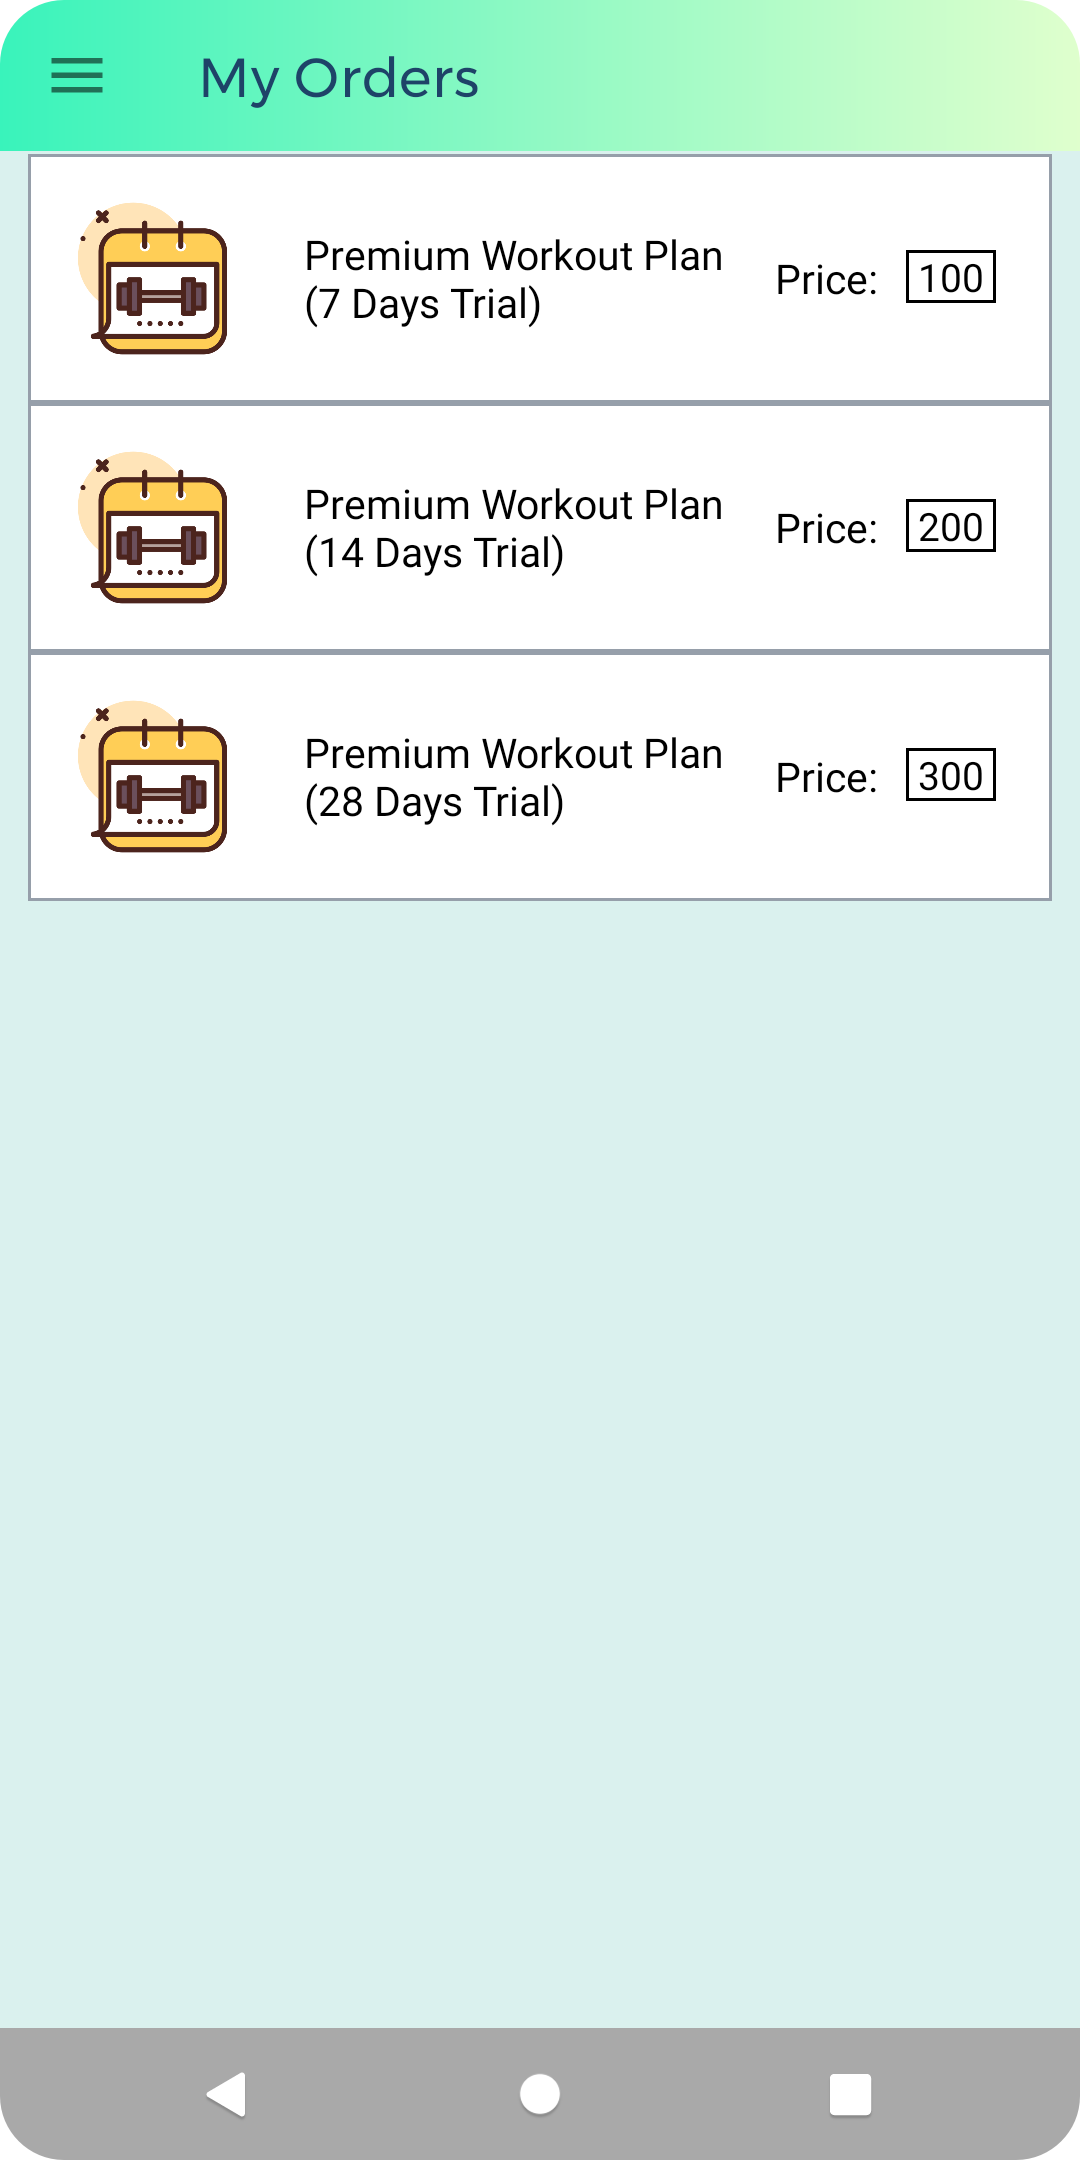 My Orders
Premium Workout Plan
(7 Days Trial)
Price: 100
Premium Workout Plan
(14 Days Trial)
Price: 200
Premium Workout Plan
(28 Days Trial)
Price: 300